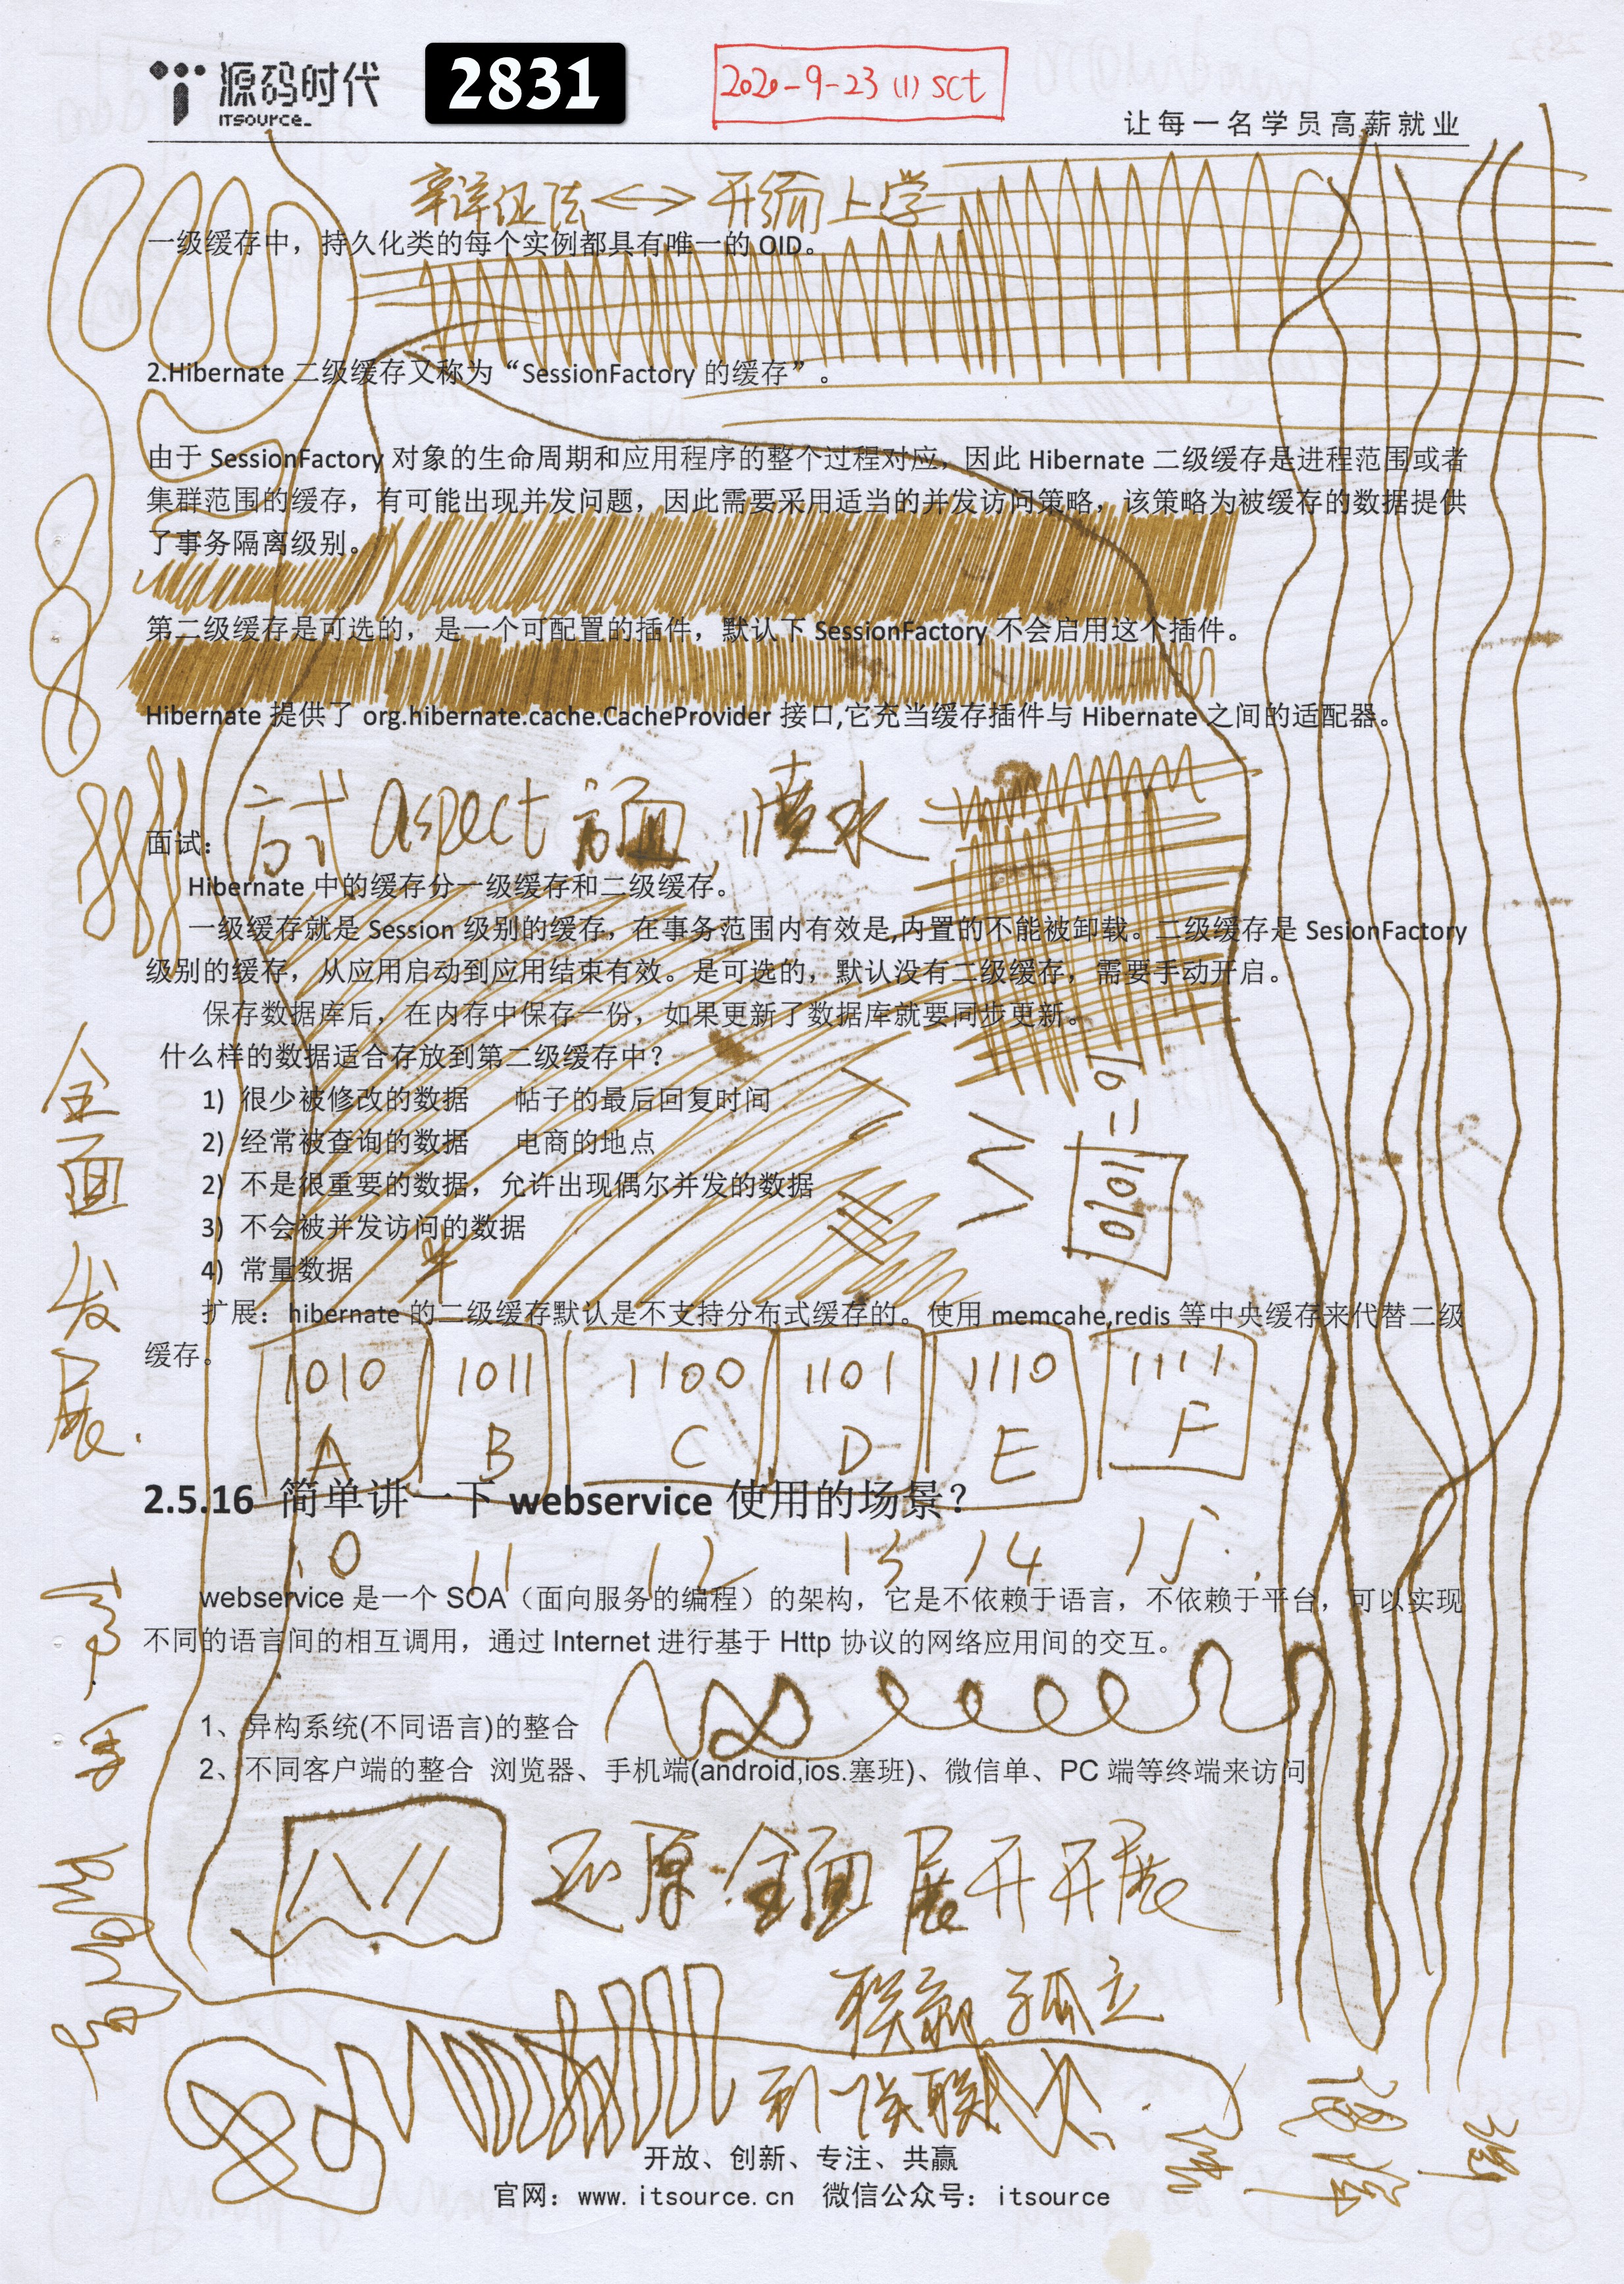 源码时代
ITSOURCE_
2831
2020-9-23 (1) sct
让每一名学员高薪就业
辩证法<->形而上学
一级缓存中，持久化类的每个实例都具有唯一的 OID。
2.Hibernate 二级缓存又称为“SessionFactory 的缓存”。
由于 SessionFactory 对象的生命周期和应用程序的整个过程对应，因此 Hibernate 二级缓存是进程范围或者
集群范围的缓存，有可能出现并发问题，因此需要采用适当的并发访问策略，该策略为被缓存的数据提供
了事务隔离级别。
第二级缓存是可选的，是一个可配置的插件，默认下 SessionFactory 不会启用这个插件。
Hibernate 提供了 org.hibernate.cache.CacheProvider 接口,它充当缓存插件与 Hibernate 之间的适配器。
aspect 方面 喷水
面试：
Hibernate 中的缓存分一级缓存和二级缓存。
一级缓存就是 Session 级别的缓存，在事务范围内有效是,内置的不能被卸载。二级缓存是 SesionFactory
级别的缓存，从应用启动到应用结束有效。是可选的，默认没有二级缓存，需要手动开启。
保存数据库后，在内存中保存一份，如果更新了数据库就要同步更新。
什么样的数据适合存放到第二级缓存中？
1) 很少被修改的数据 帖子的最后回复时间
2) 经常被查询的数据 电商的地点
2) 不是很重要的数据，允许出现偶尔并发的数据
3) 不会被并发访问的数据
4) 常量数据
扩展：hibernate 的二级缓存默认是不支持分布式缓存的。使用 memcahe,redis 等中央缓存来代替二级
缓存。
全面发展.
1010 1011 1100 1101 1110 1111
A B C D E F
2.5.16 简单讲一下 webservice 使用的场景？
10 11 12 13 14 15
webservice 是一个 SOA（面向服务的编程）的架构，它是不依赖于语言，不依赖于平台，可以实现
不同的语言间的相互调用，通过 Internet 进行基于 Http 协议的网络应用间的交互。
1、异构系统(不同语言)的整合
2、不同客户端的整合 浏览器、手机端(android,ios.塞班)、微信单、PC 端等终端来访问
还原 全面 展开 开展
联系 孤立
开放、创新、专注、共赢
官网：www.itsource.cn 微信公众号：itsource